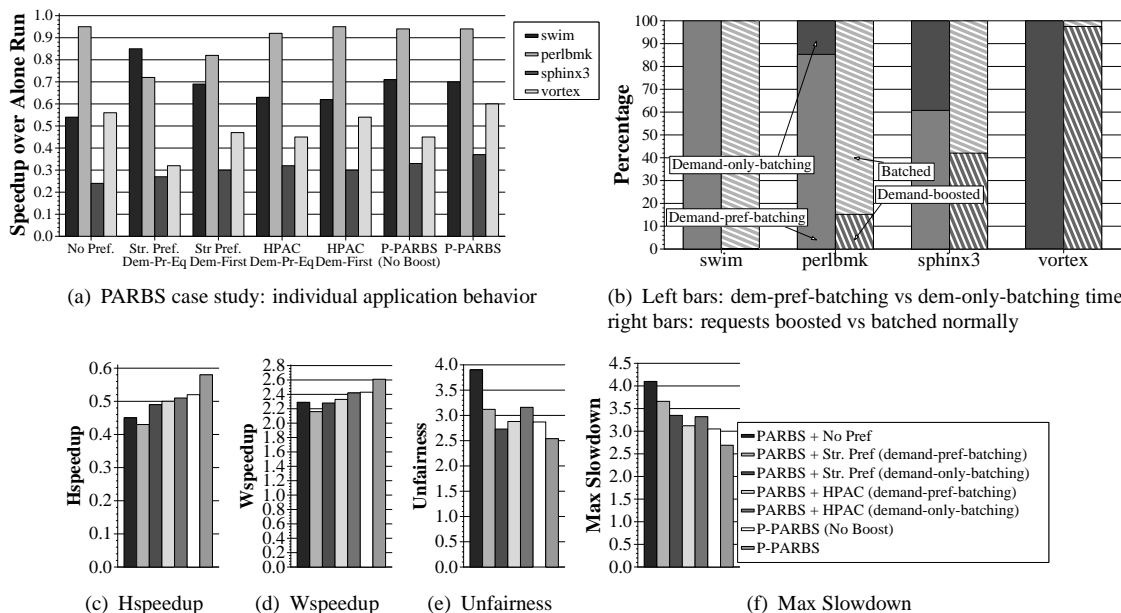 Speedup over Alone Run
1.0
0.9
0.8
0.7
0.6
0.5
0.4
0.3
0.2
0.1
0.0
No Pref.
Str. Pref.
Dem-Pr-Eq
Str Pref.
Dem-First
HPAC
Dem-Pr-Eq
HPAC
Dem-First
P-PARBS
(No Boost)
P-PARBS
swim
perlbmk
sphinx3
vortex
(a) PARBS case study: individual application behavior
Percentage
100
90
80
70
60
50
40
30
20
10
0
Demand-only-batching
Batched
Demand-boosted
Demand-pref-batching
swim
perlbmk
sphinx3
vortex
(b) Left bars: dem-pref-batching vs dem-only-batching time
right bars: requests boosted vs batched normally
Hspeedup
0.6
0.5
0.4
0.3
0.2
0.1
0.0
(c) Hspeedup
Wspeedup
2.8
2.6
2.4
2.2
2.0
1.8
1.6
1.4
1.2
1.0
0.8
0.6
0.4
0.2
0.0
(d) Wspeedup
Unfairness
4.0
3.5
3.0
2.5
2.0
1.5
1.0
0.5
0.0
(e) Unfairness
Max Slowdown
4.5
4.0
3.5
3.0
2.5
2.0
1.5
1.0
0.5
0.0
PARBS + No Pref
PARBS + Str. Pref (demand-pref-batching)
PARBS + Str. Pref (demand-only-batching)
PARBS + HPAC (demand-pref-batching)
PARBS + HPAC (demand-only-batching)
P-PARBS (No Boost)
P-PARBS
(f) Max Slowdown